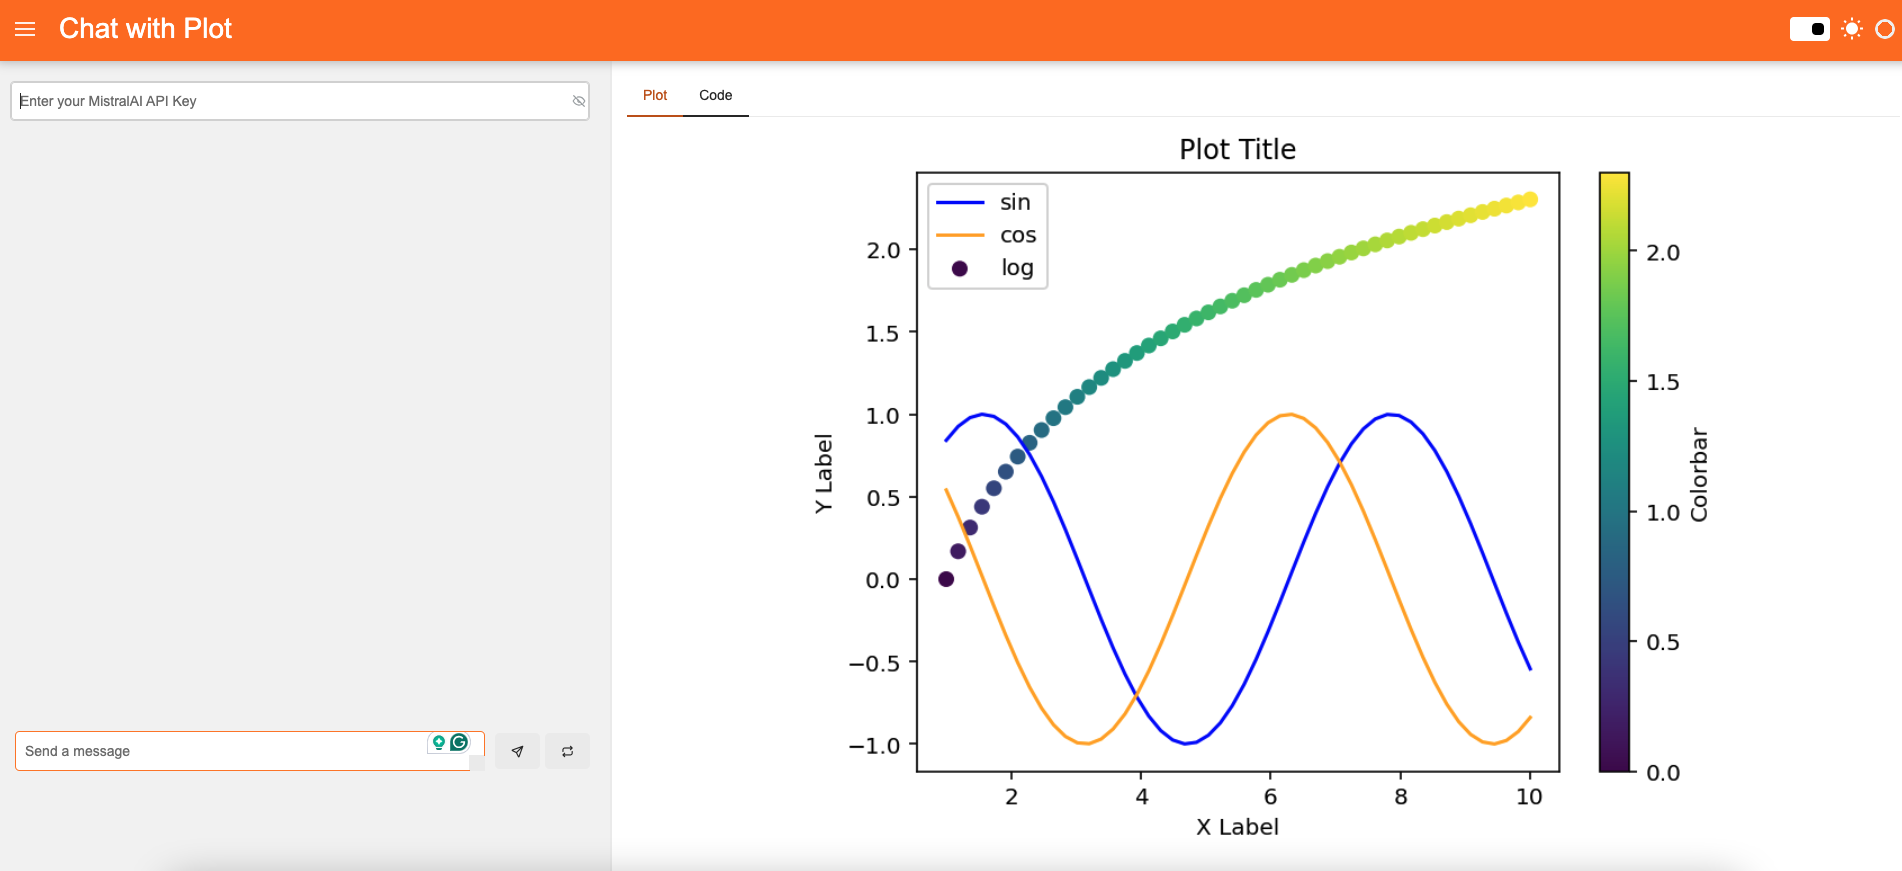 Chat with Plot
Enter your MistralAI API Key
Send a message
Plot
Code
Plot Title
sin
cos
log
2.0
1.5
1.0
0.5
0.0
−0.5
−1.0
Y Label
2
4
6
8
10
X Label
2.0
1.5
1.0
0.5
0.0
Colorbar